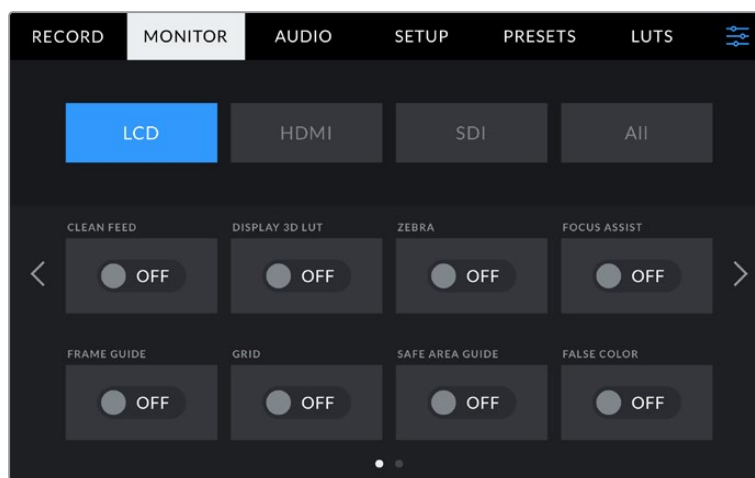 RECORD MONITOR AUDIO SETUP PRESETS LUTS
LCD HDMI SDI All
CLEAN FEED DISPLAY 3D LUT ZEBRA FOCUS ASSIST
OFF OFF OFF OFF
FRAME GUIDE GRID SAFE AREA GUIDE FALSE COLOR
OFF OFF OFF OFF